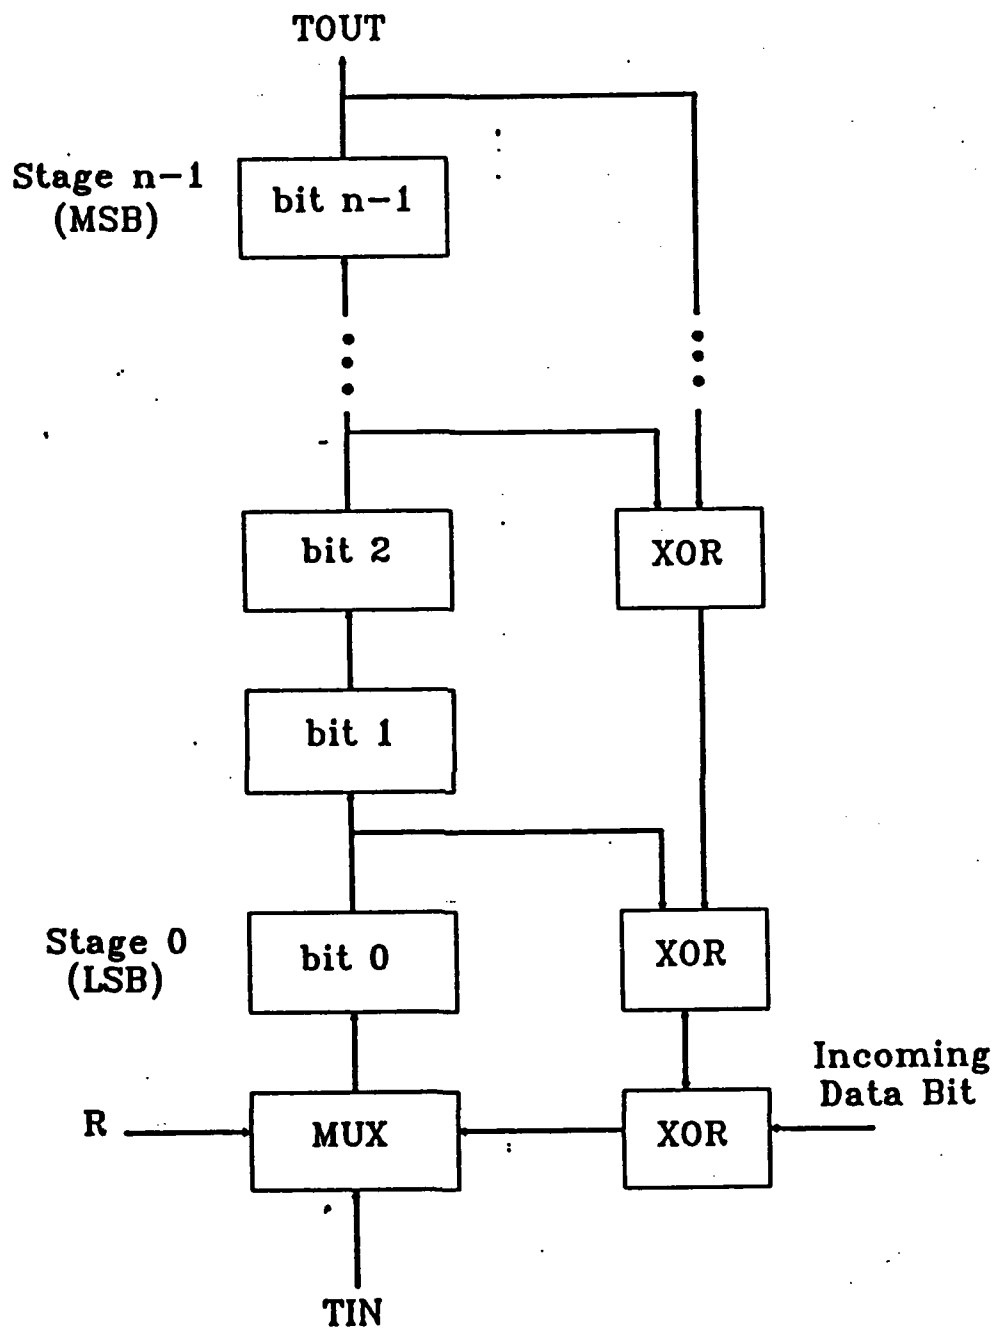 TOUT
Stage n-1
(MSB)
bit n-1
bit 2
XOR
bit 1
Stage 0
(LSB)
bit 0
XOR
Incoming
Data Bit
R
MUX
XOR
TIN